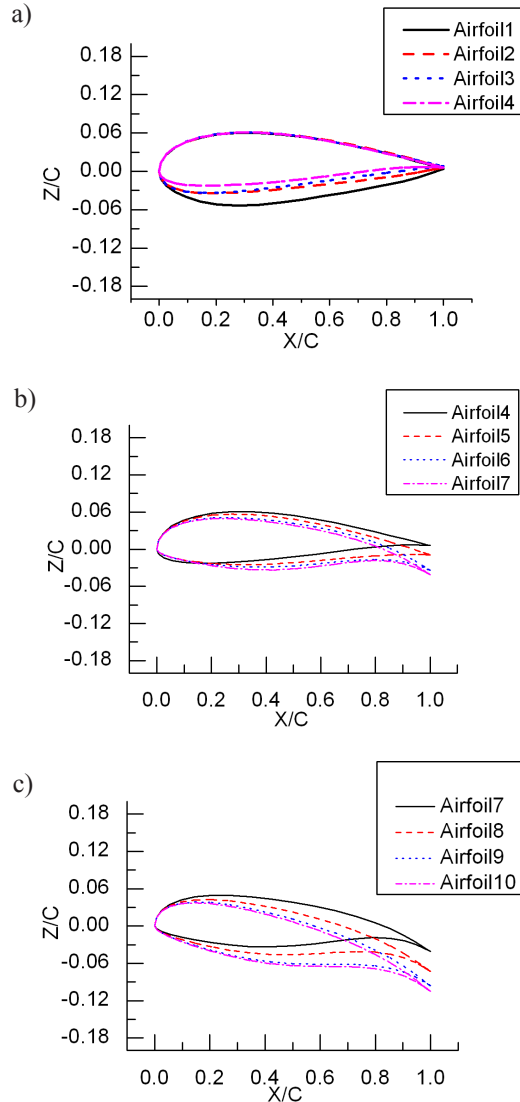 a)
Airfoil1
Airfoil2
Airfoil3
Airfoil4
0.18
0.12
0.06
0.00
-0.06
-0.12
-0.18
Z/C
0.0 0.2 0.4 0.6 0.8 1.0
X/C
b)
Airfoil4
Airfoil5
Airfoil6
Airfoil7
0.18
0.12
0.06
0.00
-0.06
-0.12
-0.18
Z/C
0.0 0.2 0.4 0.6 0.8 1.0
X/C
c)
Airfoil7
Airfoil8
Airfoil9
Airfoil10
0.18
0.12
0.06
0.00
-0.06
-0.12
-0.18
Z/C
0.0 0.2 0.4 0.6 0.8 1.0
X/C